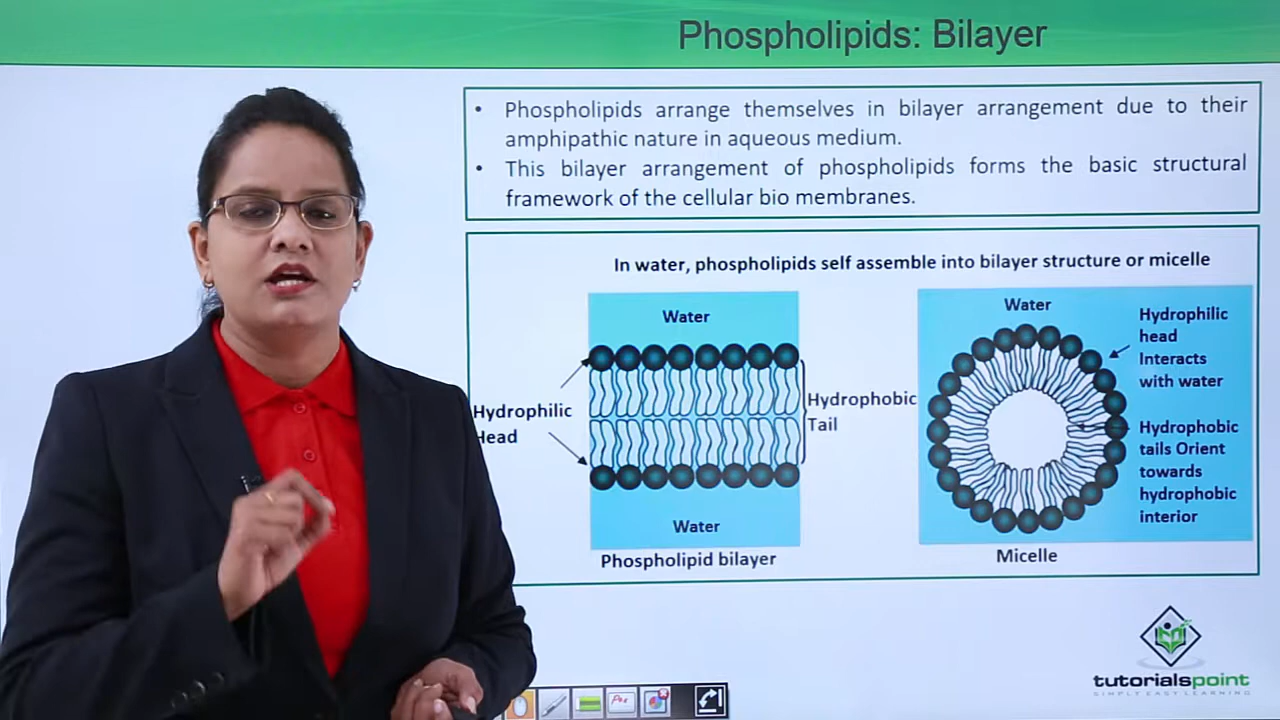 Phospholipids: Bilayer
• Phospholipids arrange themselves in bilayer arrangement due to their
amphipathic nature in aqueous medium.
• This bilayer arrangement of phospholipids forms the basic structural
framework of the cellular bio membranes.
In water, phospholipids self assemble into bilayer structure or micelle
Water
Hydrophilic
Head
Hydrophobic
Tail
Water
Phospholipid bilayer
Water
Hydrophilic
head
Interacts
with water
Hydrophobic
tails Orient
towards
hydrophobic
interior
Micelle
tutorialspoint
SIMPLY EASY LEARNING